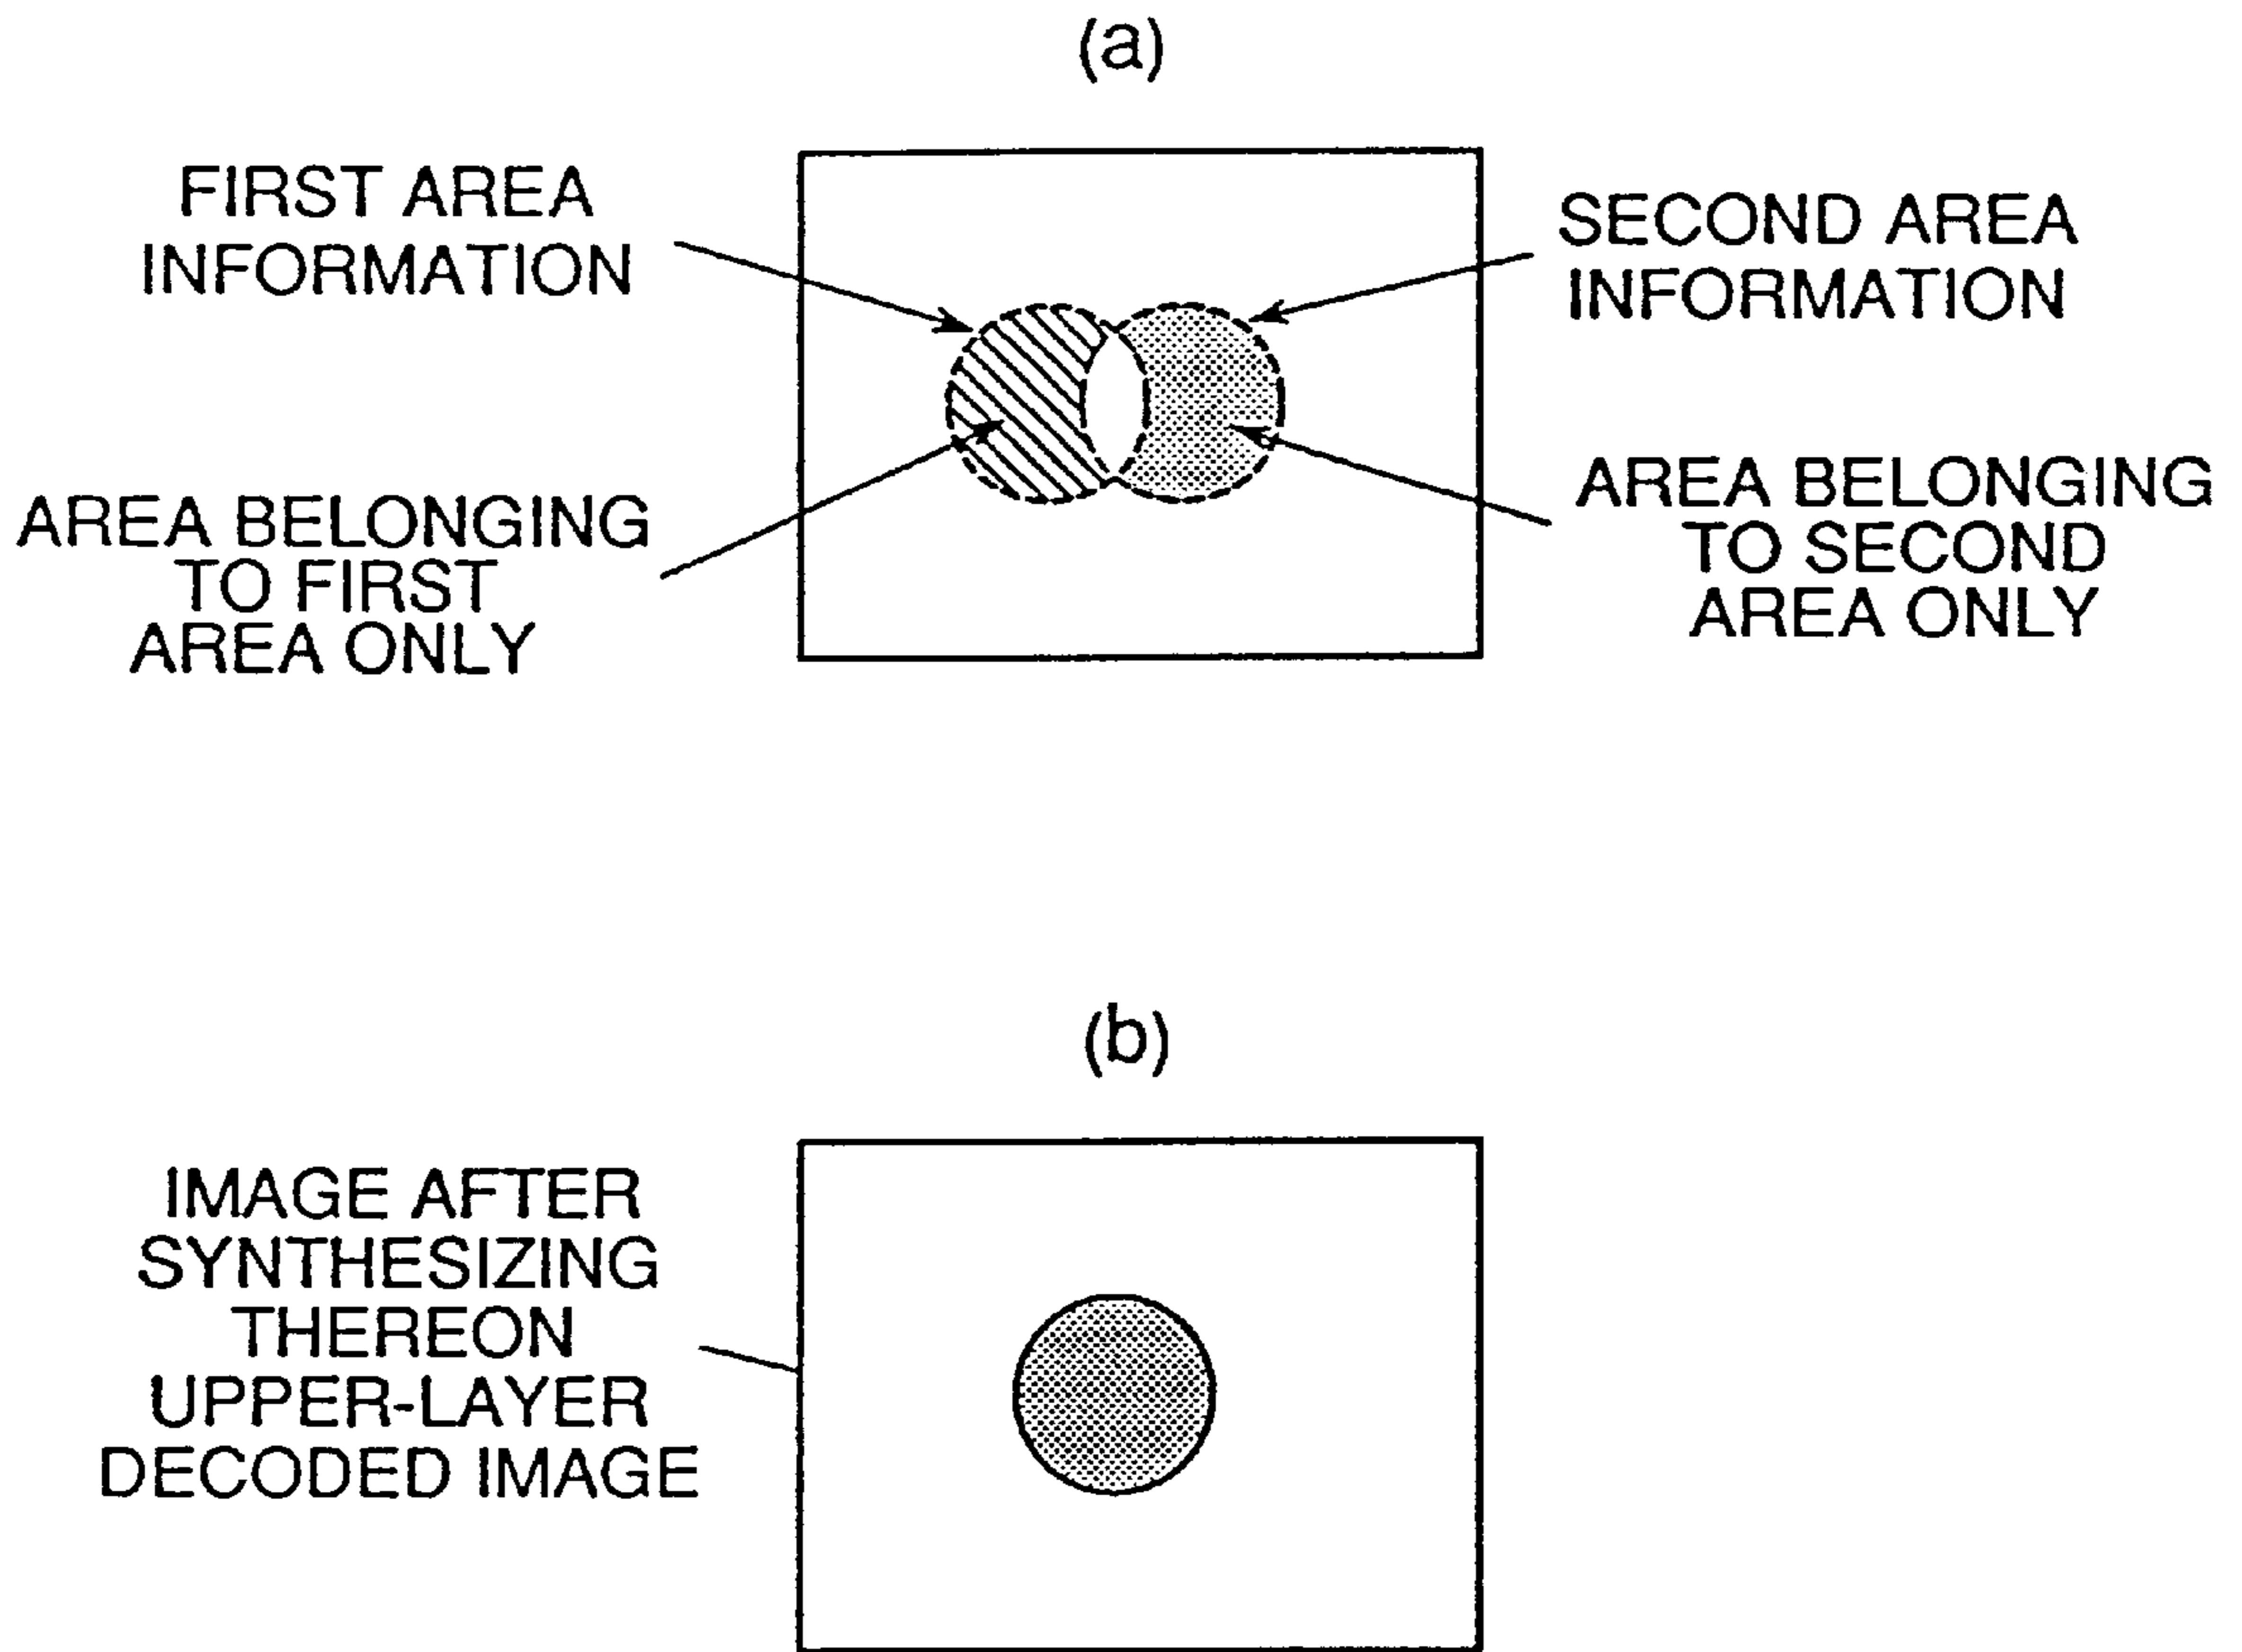 (a)
FIRST AREA
INFORMATION
SECOND AREA
INFORMATION
AREA BELONGING
TO FIRST
AREA ONLY
AREA BELONGING
TO SECOND
AREA ONLY
(b)
IMAGE AFTER
SYNTHESIZING
THEREON
UPPER-LAYER
DECODED IMAGE